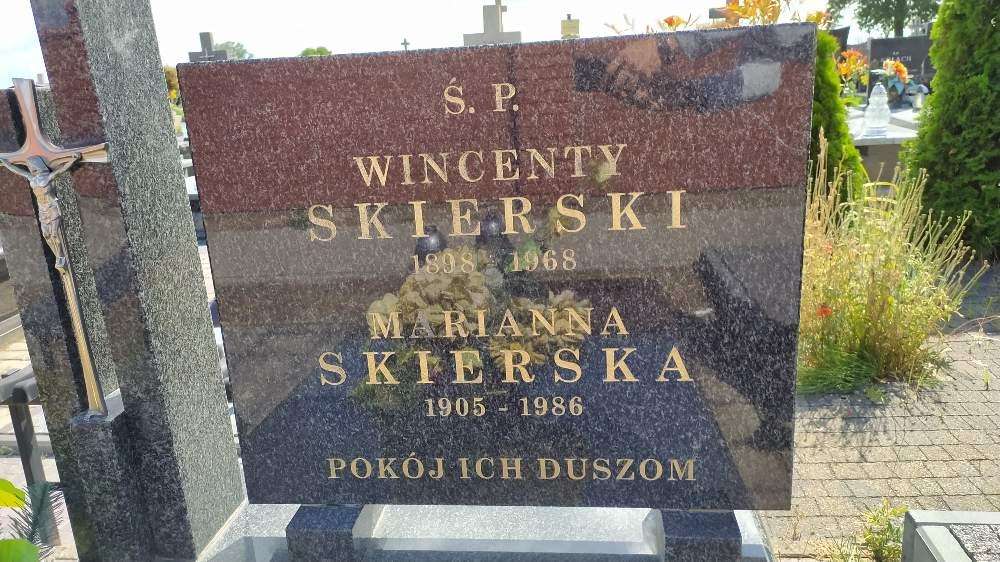 Ś. P.
WINCENTY
SKIERSKI
1898 - 1968
MARIANNA
SKIERSKA
1905 - 1986
POKÓJ ICH DUSZOM